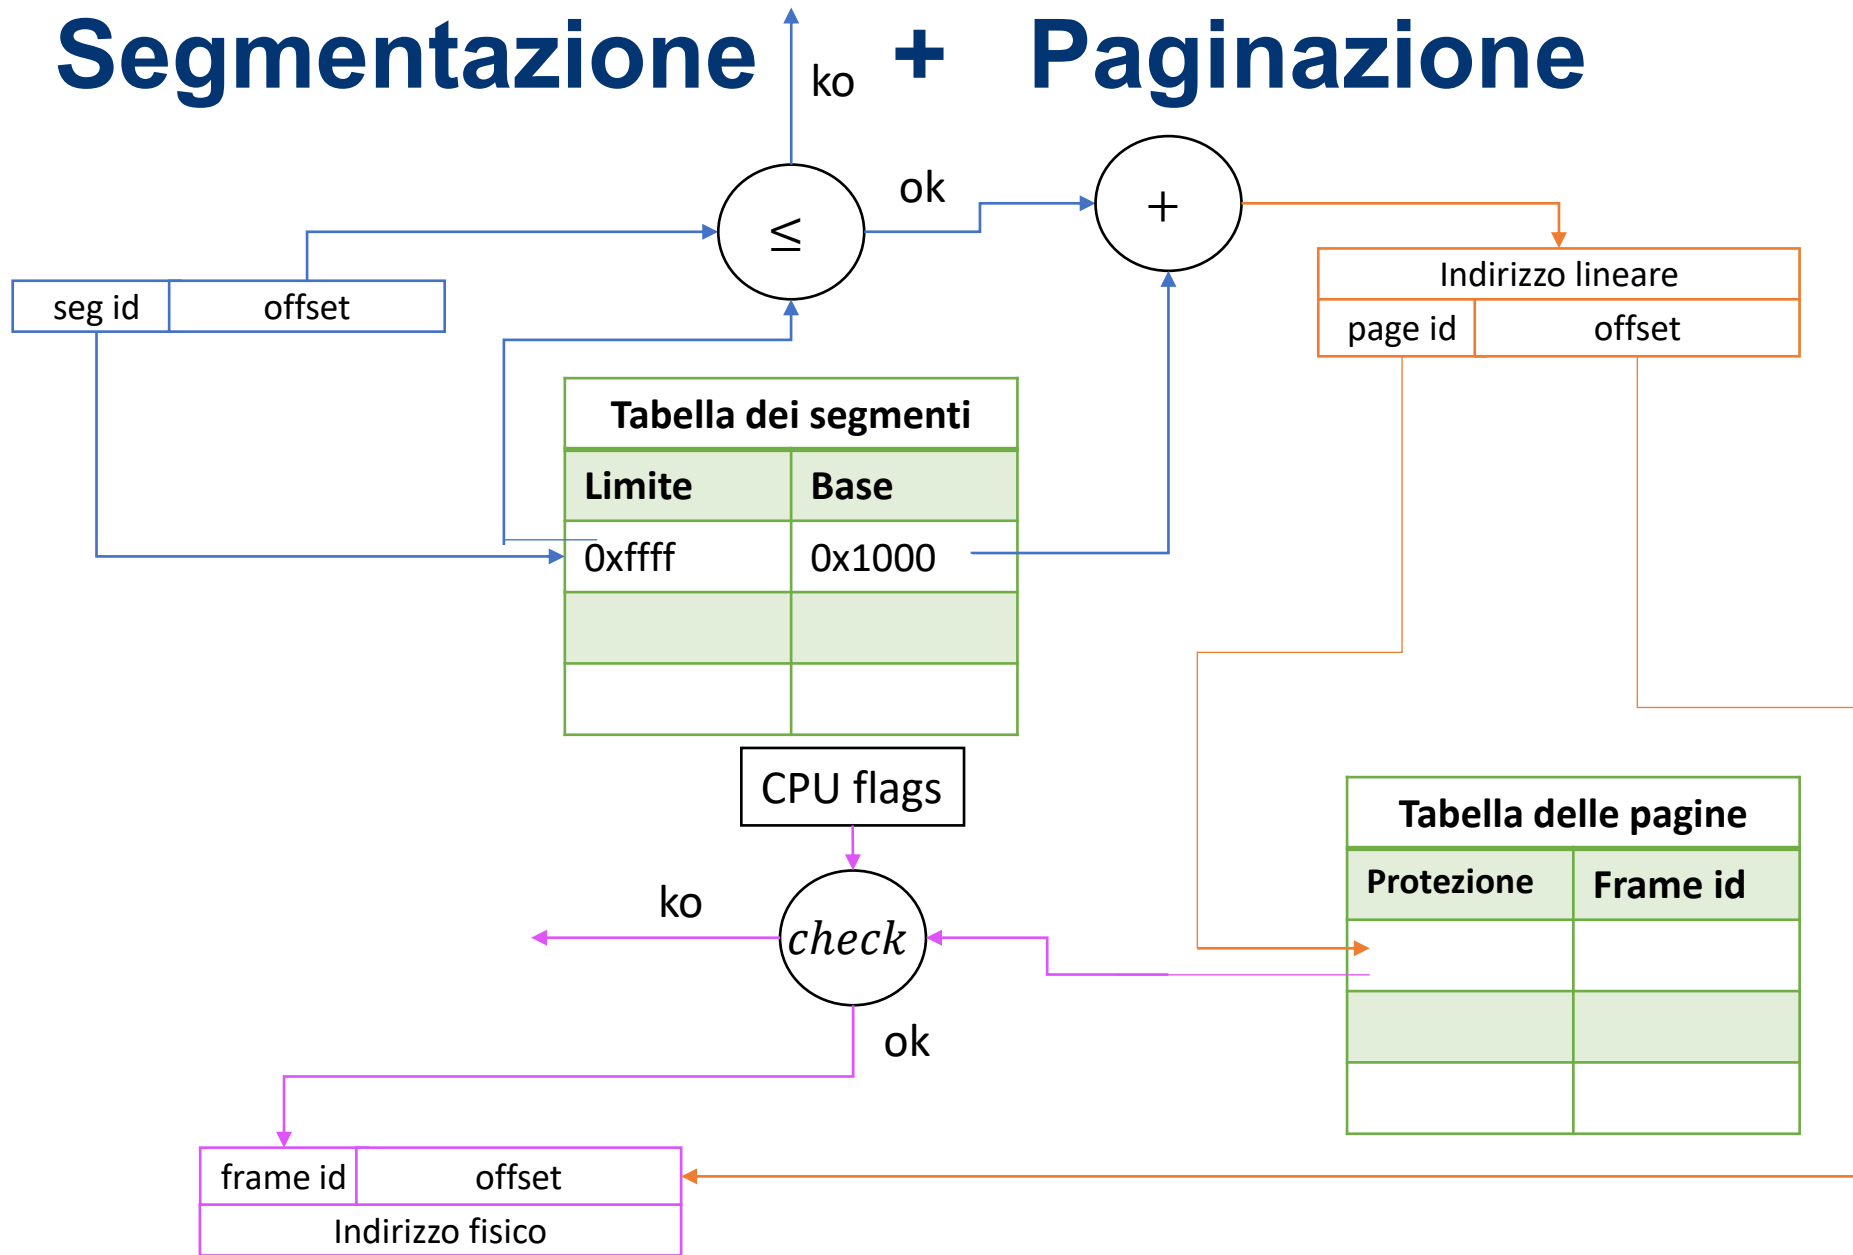 Segmentazione + Paginazione
ko
ok
≤
+
seg id offset
Indirizzo lineare
page id offset
Tabella dei segmenti
Limite Base
0xffff 0x1000
CPU flags
Tabella delle pagine
Protezione Frame id
ko
check
ok
frame id offset
Indirizzo fisico